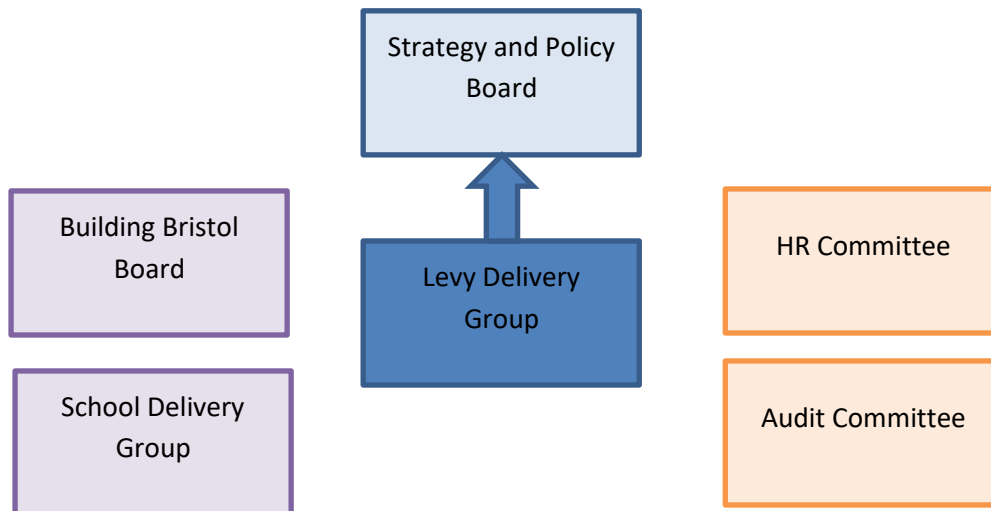 Strategy and Policy
Board
Building Bristol
Board
Levy Delivery
Group
HR Committee
School Delivery
Group
Audit Committee